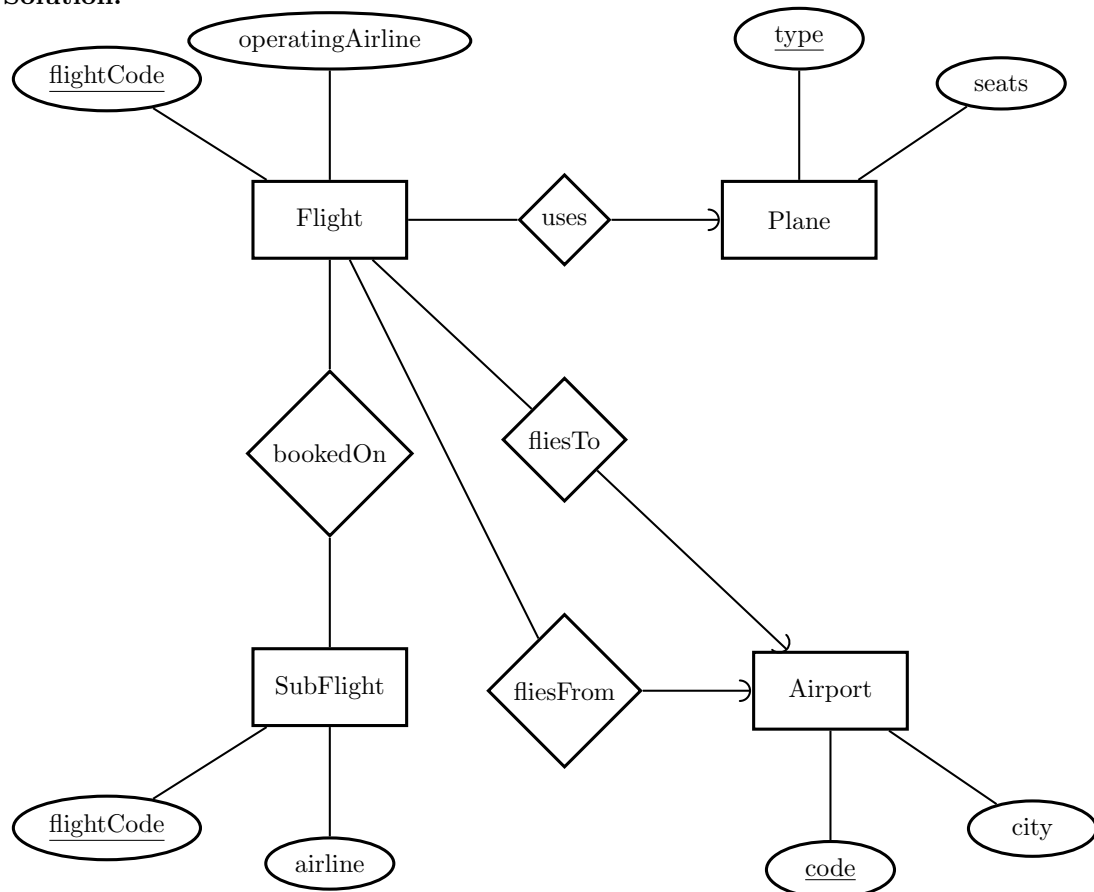 Solution:
operatingAirline
type
flightCode
seats
Flight
uses
Plane
bookedOn
fliesTo
SubFlight
fliesFrom
Airport
flightCode
airline
code
city